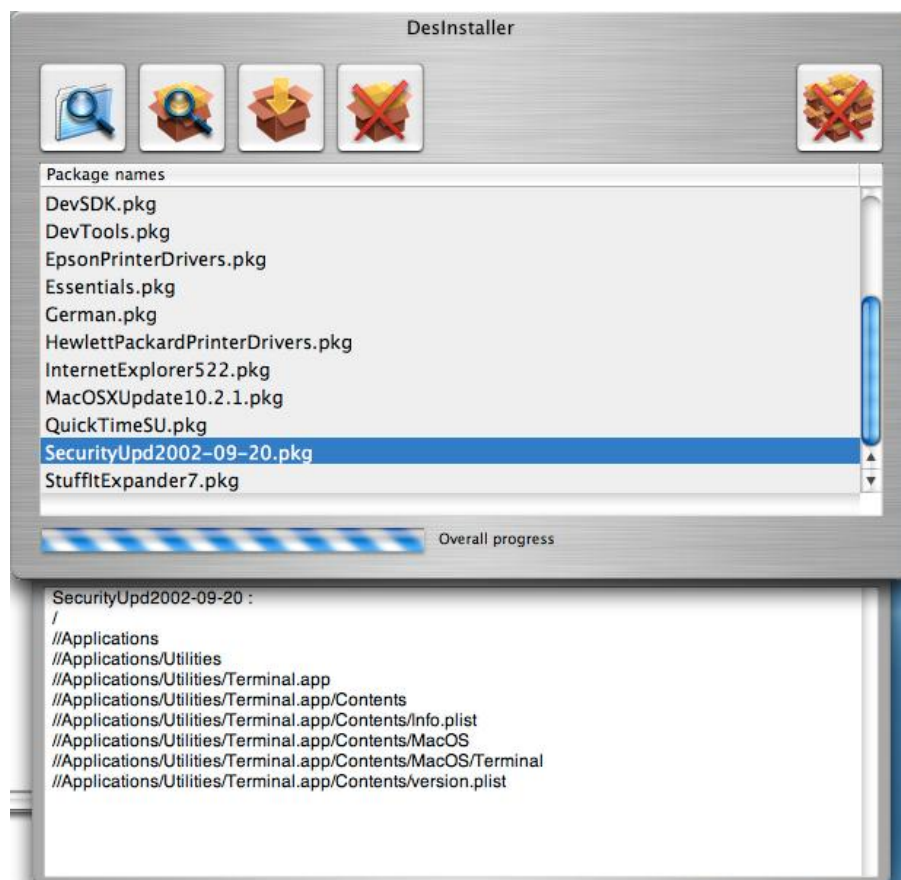 DesInstaller
Package names
DevSDK.pkg
DevTools.pkg
EpsonPrinterDrivers.pkg
Essentials.pkg
German.pkg
HewlettPackardPrinterDrivers.pkg
InternetExplorer522.pkg
MacOSXUpdate10.2.1.pkg
QuickTimeSU.pkg
SecurityUpd2002-09-20.pkg
StuffItExpander7.pkg
Overall progress
SecurityUpd2002-09-20 :
/
//Applications
//Applications/Utilities
//Applications/Utilities/Terminal.app
//Applications/Utilities/Terminal.app/Contents
//Applications/Utilities/Terminal.app/Contents/Info.plist
//Applications/Utilities/Terminal.app/Contents/MacOS
//Applications/Utilities/Terminal.app/Contents/MacOS/Terminal
//Applications/Utilities/Terminal.app/Contents/version.plist